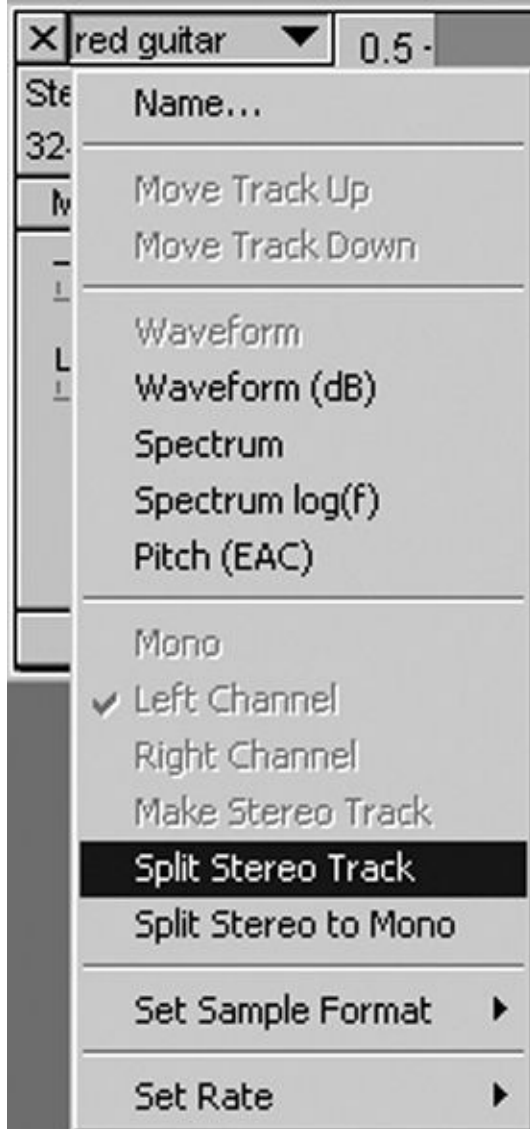 red guitar
0.5
Ste
32-
Name...
Move Track Up
Move Track Down
Waveform
Waveform (dB)
Spectrum
Spectrum log(f)
Pitch (EAC)
Mono
Left Channel
Right Channel
Make Stereo Track
Split Stereo Track
Split Stereo to Mono
Set Sample Format
Set Rate
L